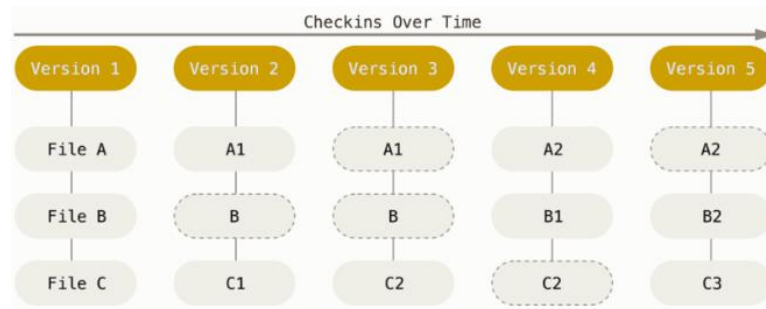 Checkins Over Time
Version 1 Version 2 Version 3 Version 4 Version 5
File A A1 A1 A2 A2
File B B B B1 B2
File C C1 C2 C2 C3